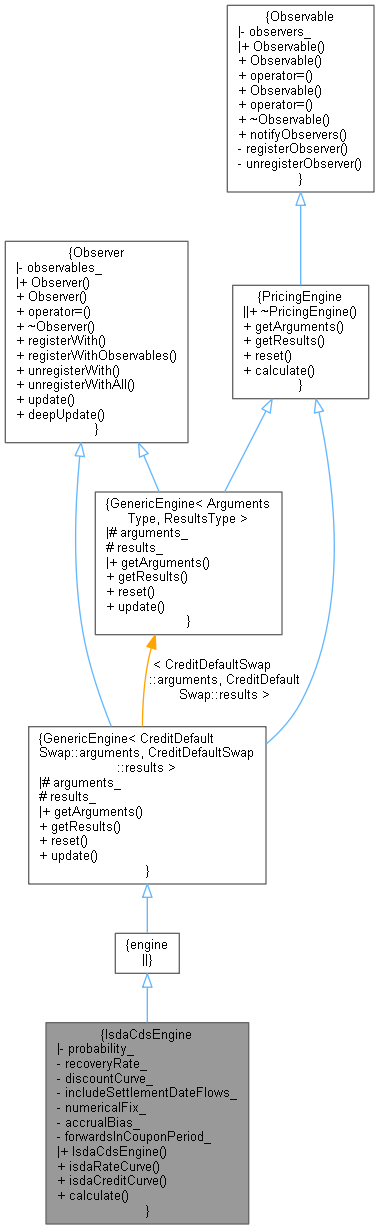 {Observable
|- observers_
|+ Observable()
+ Observable()
+ operator=()
+ Observable()
+ operator=()
+ ~Observable()
+ notifyObservers()
- registerObserver()
- unregisterObserver()
}
{Observer
|- observables_
|+ Observer()
+ Observer()
+ operator=()
+ ~Observer()
+ registerWith()
+ registerWithObservables()
+ unregisterWith()
+ unregisterWithAll()
+ update()
+ deepUpdate()
}
{PricingEngine
||+ ~PricingEngine()
+ getArguments()
+ getResults()
+ reset()
+ calculate()
}
{GenericEngine< Arguments
Type, ResultsType >
|# arguments_
# results_
|+ getArguments()
+ getResults()
+ reset()
+ update()
}
< CreditDefaultSwap
::arguments, CreditDefault
Swap::results >
{GenericEngine< CreditDefault
Swap::arguments, CreditDefaultSwap
::results >
|# arguments_
# results_
|+ getArguments()
+ getResults()
+ reset()
+ update()
}
{engine
||}
{IsdaCdsEngine
|- probability_
- recoveryRate_
- discountCurve_
- includeSettlementDateFlows_
- numericalFix_
- accrualBias_
- forwardsInCouponPeriod_
|+ IsdaCdsEngine()
+ isdaRateCurve()
+ isdaCreditCurve()
+ calculate()
}